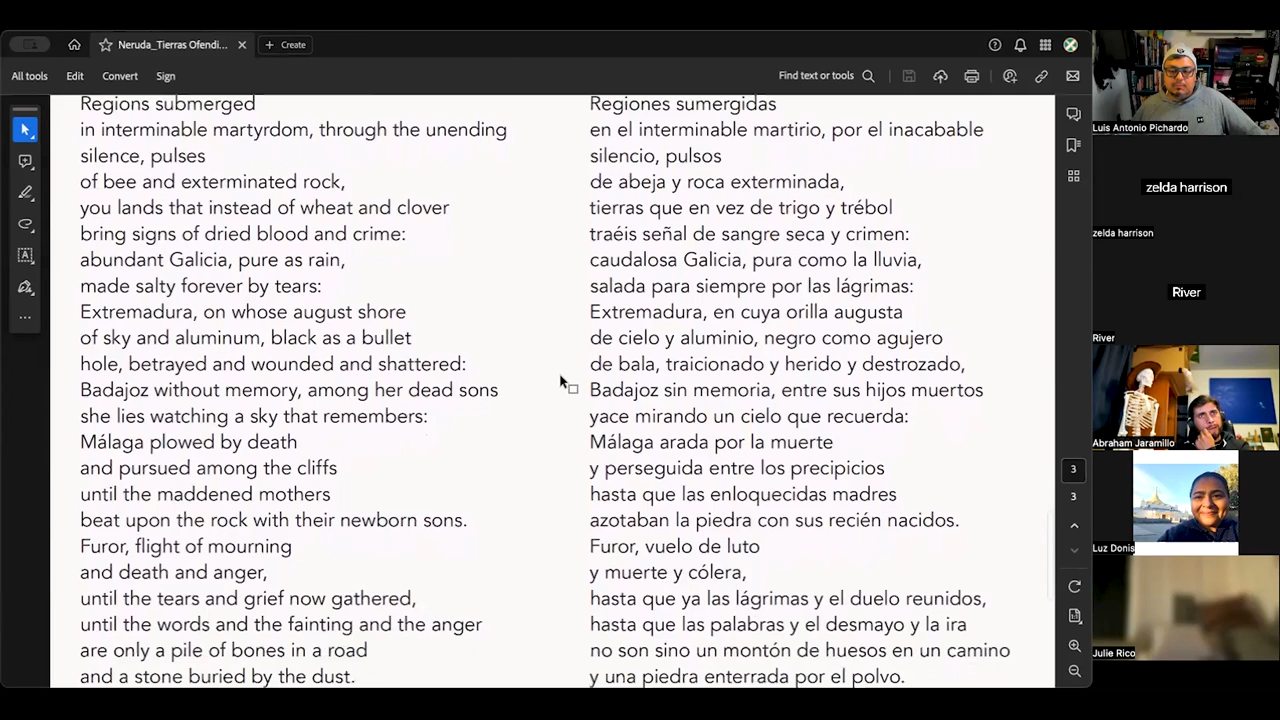 Neruda_Tierras Ofendi...
Create
All tools
Edit
Convert
Sign
Find text or tools
Regions submerged
in interminable martyrdom, through the unending
silence, pulses
of bee and exterminated rock,
you lands that instead of wheat and clover
bring signs of dried blood and crime:
abundant Galicia, pure as rain,
made salty forever by tears:
Extremadura, on whose august shore
of sky and aluminum, black as a bullet
hole, betrayed and wounded and shattered:
Badajoz without memory, among her dead sons
she lies watching a sky that remembers:
Málaga plowed by death
and pursued among the cliffs
until the maddened mothers
beat upon the rock with their newborn sons.
Furor, flight of mourning
and death and anger,
until the tears and grief now gathered,
until the words and the fainting and the anger
are only a pile of bones in a road
and a stone buried by the dust.
Regiones sumergidas
en el interminable martirio, por el inacabable
silencio, pulsos
de abeja y roca exterminada,
tierras que en vez de trigo y trébol
traéis señal de sangre seca y crimen:
caudalosa Galicia, pura como la lluvia,
salada para siempre por las lágrimas:
Extremadura, en cuya orilla augusta
de cielo y aluminio, negro como agujero
de bala, traicionado y herido y destrozado,
Badajoz sin memoria, entre sus hijos muertos
yace mirando un cielo que recuerda:
Málaga arada por la muerte
y perseguida entre los precipicios
hasta que las enloquecidas madres
azotaban la piedra con sus recién nacidos.
Furor, vuelo de luto
y muerte y cólera,
hasta que ya las lágrimas y el duelo reunidos,
hasta que las palabras y el desmayo y la ira
no son sino un montón de huesos en un camino
y una piedra enterrada por el polvo.
3
3
Luis Antonio Pichardo
zelda harrison
zelda harrison
River
River
Abraham Jaramillo
Luz Donis
Julie Rico